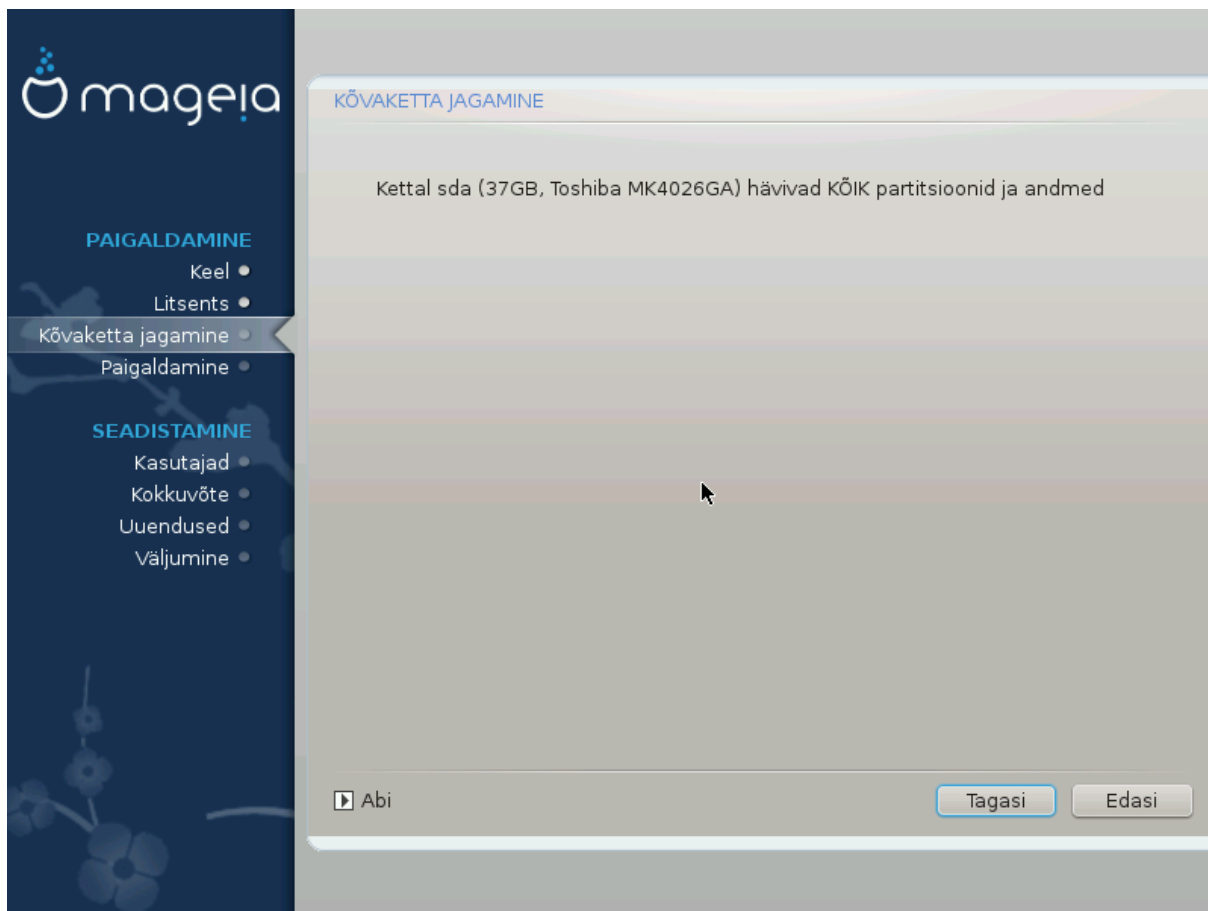 mageia
PAIGALDAMINE
Keel
Litsents
Kõvaketta jagamine
Paigaldamine
SEADISTAMINE
Kasutajad
Kokkuvõte
Uuendused
Väljumine
KÕVAKETTA JAGAMINE
Kettal sda (37GB, Toshiba MK4026GA) hävivad KÕIK partitsioonid ja andmed
Abi
Tagasi
Edasi